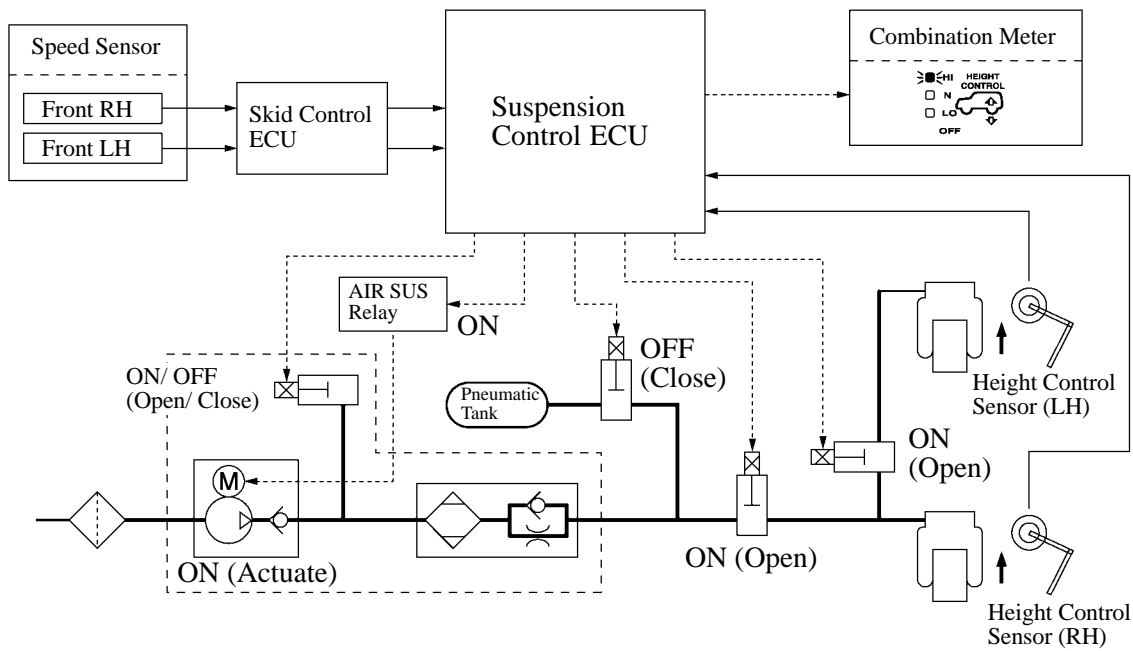 Speed Sensor
Front RH
Front LH
Skid Control
ECU
Suspension
Control ECU
Combination Meter
HI
HEIGHT
CONTROL
N
LO
OFF
AIR SUS
Relay
ON
ON/ OFF
(Open/ Close)
OFF
(Close)
Pneumatic
Tank
Height Control
Sensor (LH)
ON
(Open)
M
ON (Actuate)
ON (Open)
Height Control
Sensor (RH)